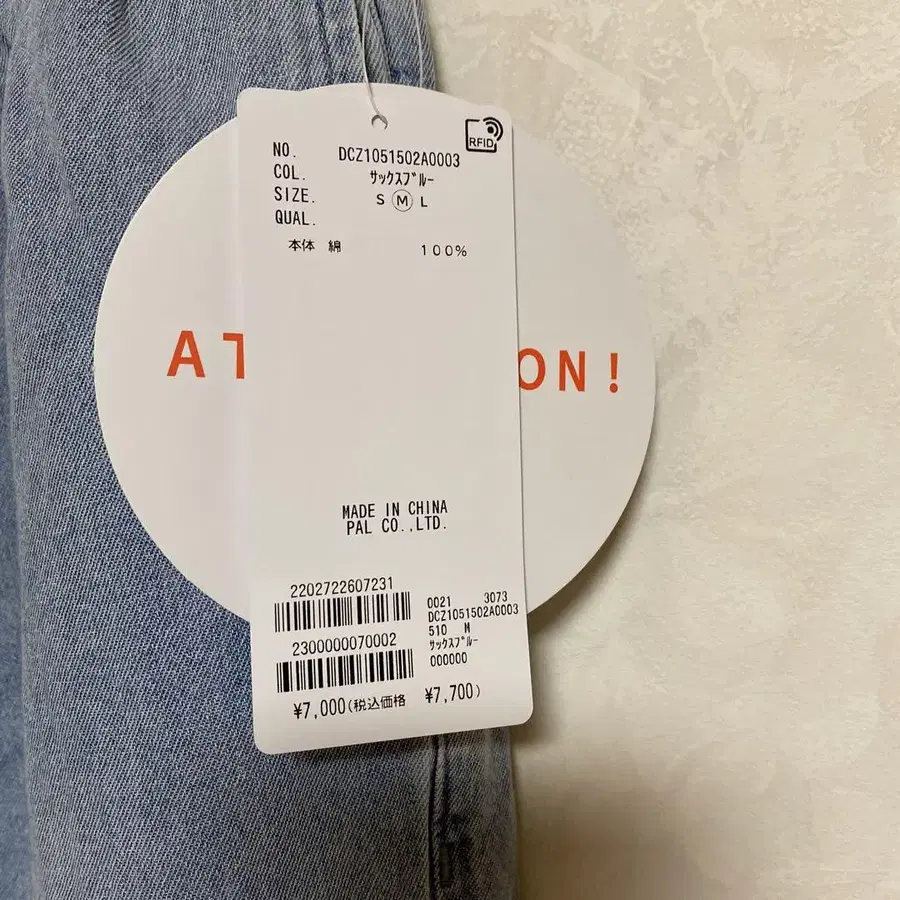 RFID
NO. DCZ1051502A0003
COL. サックスブルー
SIZE. S M L
QUAL.
本体 綿 100%
AT ON!
MADE IN CHINA
PAL CO.,LTD.
2202722607231
0021 3073
DCZ1051502A0003
510 M
サックスブルー
000000
2300000070002
¥7,000(税込価格 ¥7,700)